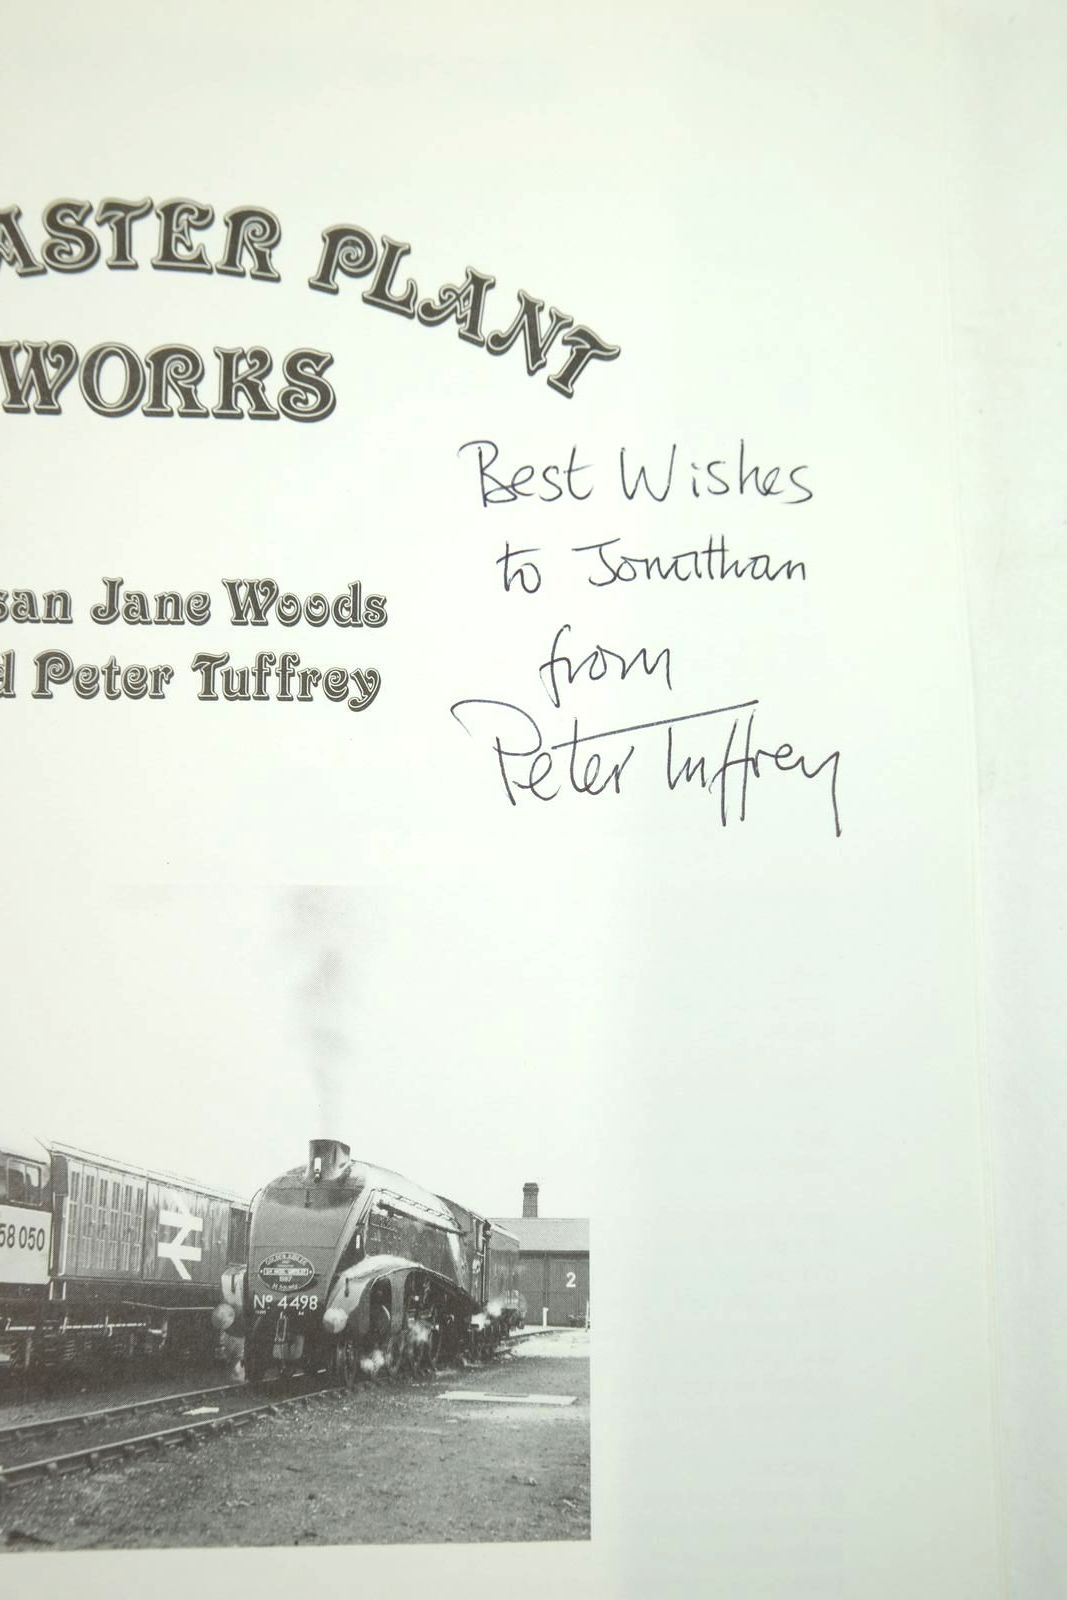 ASTER PLANT
WORKS
Best Wishes
to Jonathan
from
Peter Tuffrey
san Jane Woods
d Peter Tuffrey
58 050
Nº 4498
2